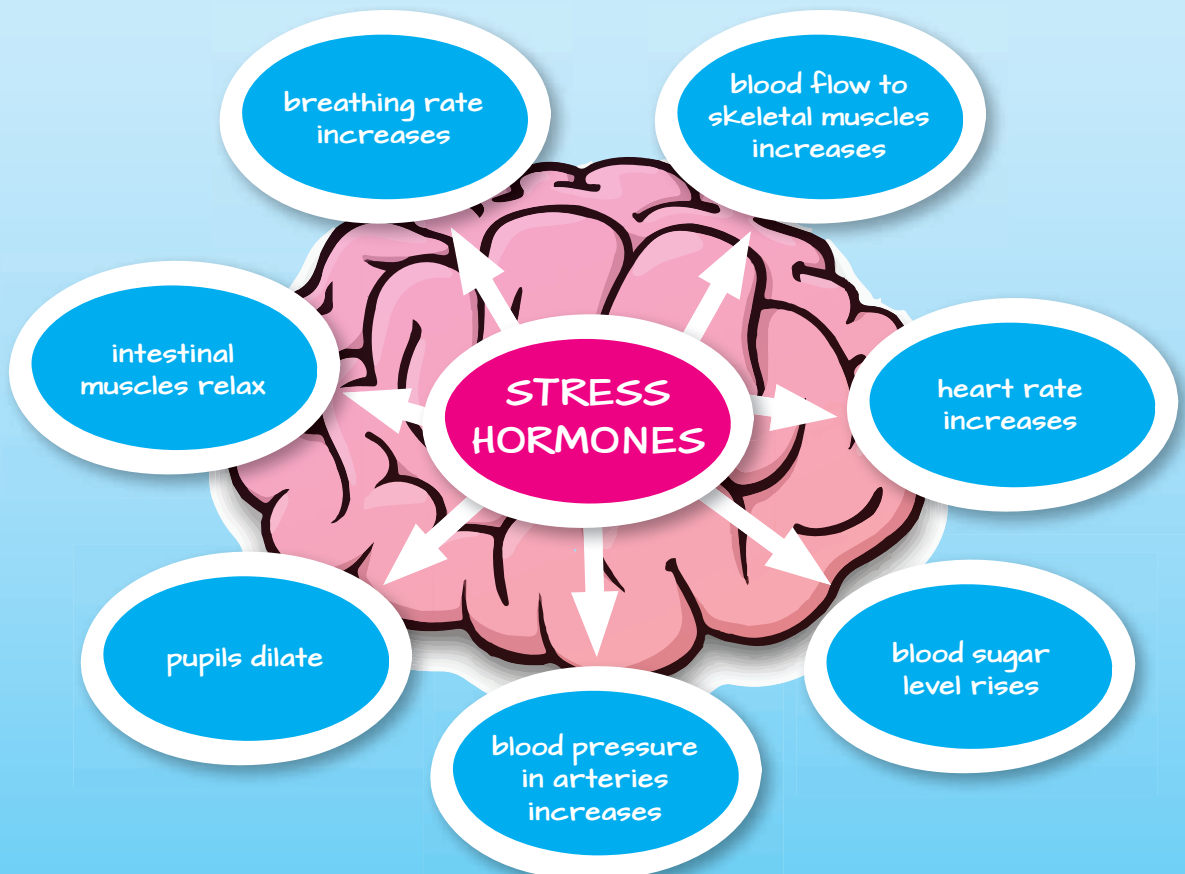 breathing rate
increases
blood flow to
skeletal muscles
increases
intestinal
muscles relax
STRESS
HORMONES
heart rate
increases
pupils dilate
blood sugar
level rises
blood pressure
in arteries
increases